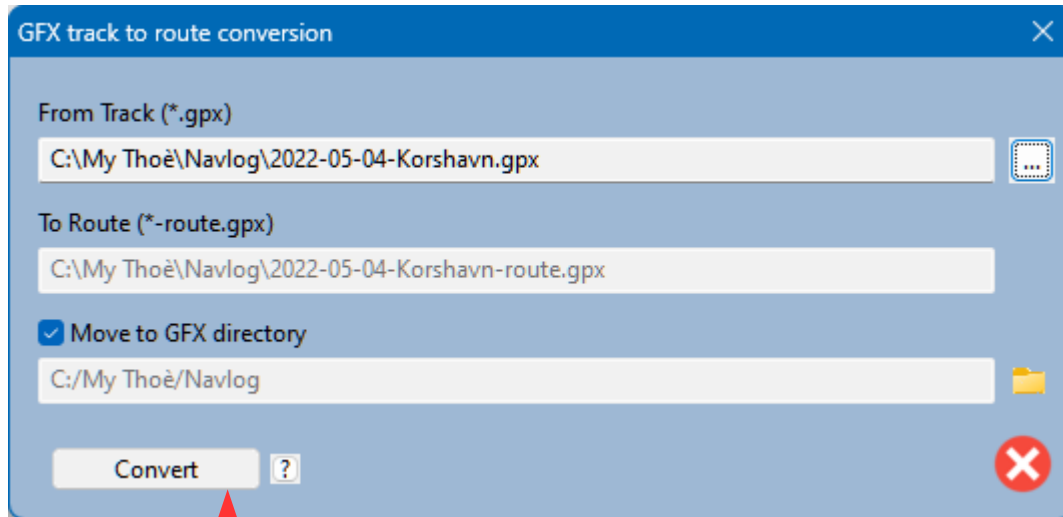 GFX track to route conversion
From Track (*.gpx)
C:\My Thoè\Navlog\2022-05-04-Korshavn.gpx
...
To Route (*-route.gpx)
C:\My Thoè\Navlog\2022-05-04-Korshavn-route.gpx
Move to GFX directory
C:/My Thoè/Navlog
Convert ?